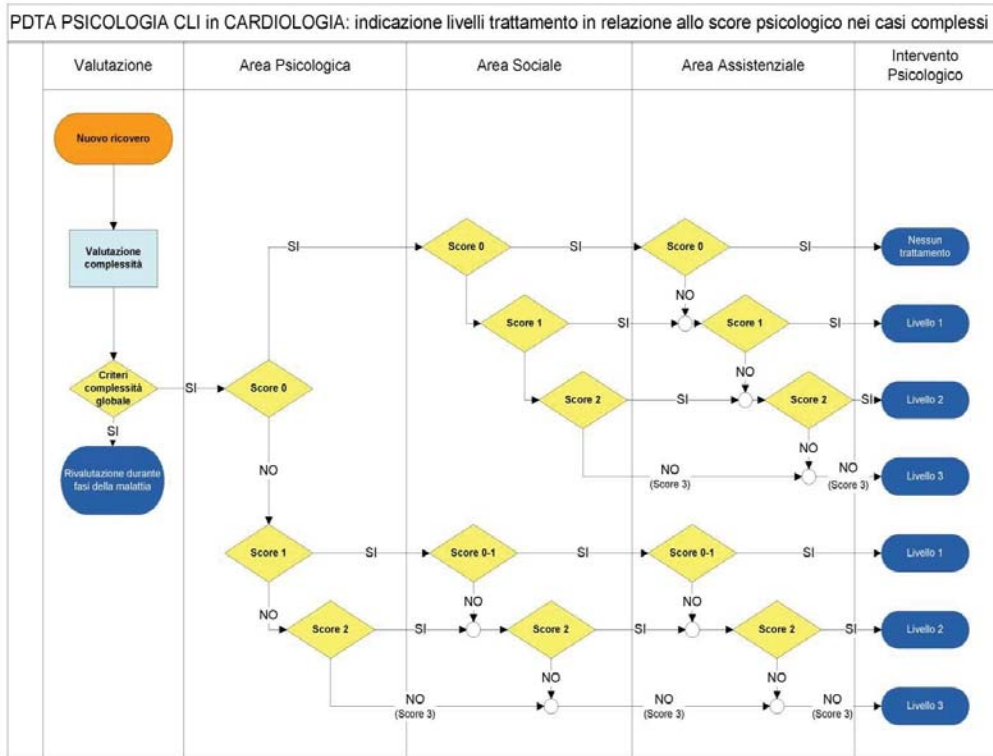 PDTA PSICOLOGIA CLI in CARDIOLOGIA: indicazione livelli trattamento in relazione allo score psicologico nei casi complessi
Valutazione
Area Psicologica
Area Sociale
Area Assistenziale
Intervento
Psicologico
Nuovo ricovero
Valutazione
complessità
Criteri
complessità
globale
SI
SI
Rivalutazione durante
fasi della malattia
Score 0
SI
Score 0
SI
Score 0
SI
Nessun
trattamento
NO
Score 1
SI
Score 1
SI
Livello 1
NO
Score 2
SI
Score 2
SI
Livello 2
NO
NO
(Score 3)
NO
(Score 3)
Livello 3
NO
Score 1
SI
Score 0-1
SI
Score 0-1
SI
Livello 1
NO
NO
NO
Score 2
SI
Score 2
SI
Score 2
SI
Livello 2
NO
NO
NO
(Score 3)
NO
(Score 3)
NO
(Score 3)
Livello 3